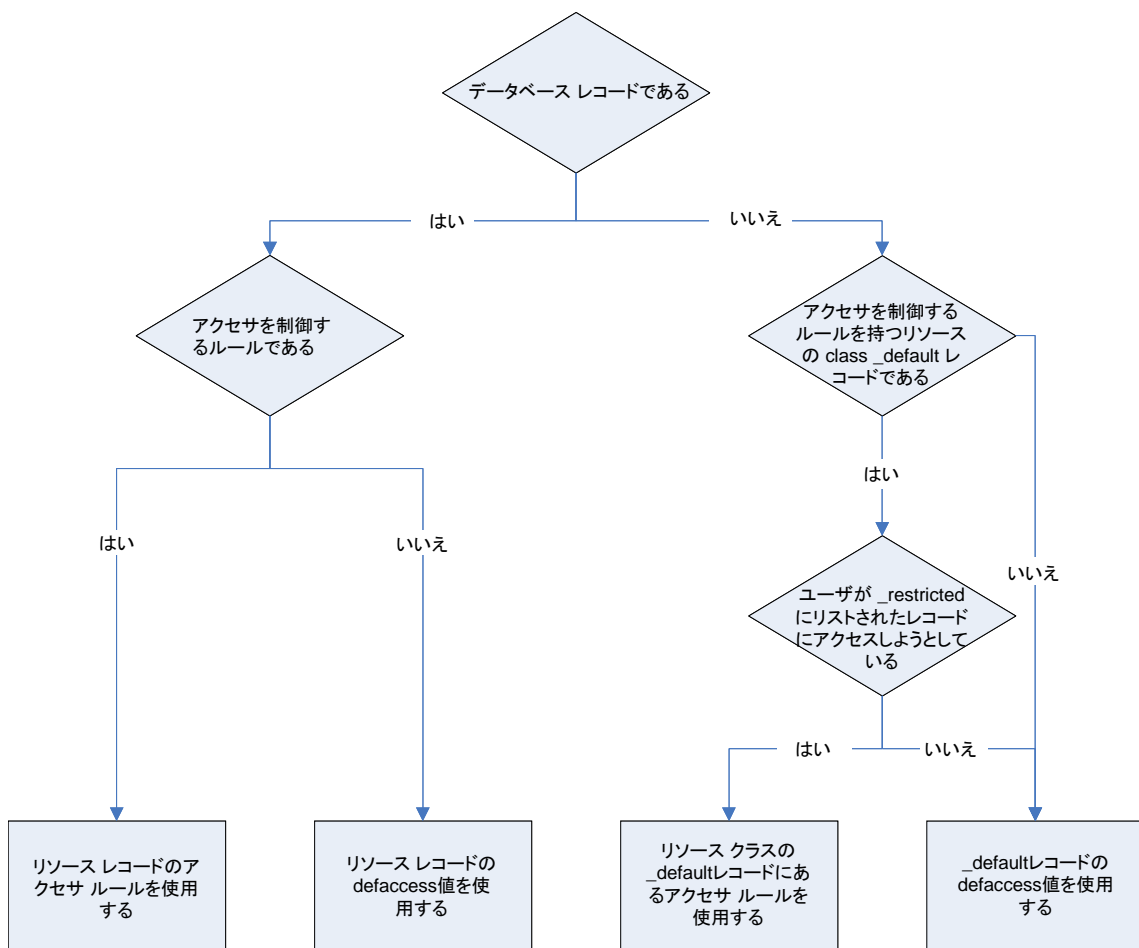 データベース レコードである
はい
いいえ
アクセサを制御す
るルールである
アクセサを制御する
ルールを持つリソース
の class _default レ
コードである
はい
はい
いいえ
いいえ
ユーザが _restricted
にリストされたレコード
にアクセスしようとして
いる
はい
いいえ
リソース レコードのア
クセサ ルールを使用
する
リソース レコードの
defaccess値を使
用する
リソース クラスの
_defaultレコードにあ
るアクセサ ルールを
使用する
_defaultレコードの
defaccess値を使用
する